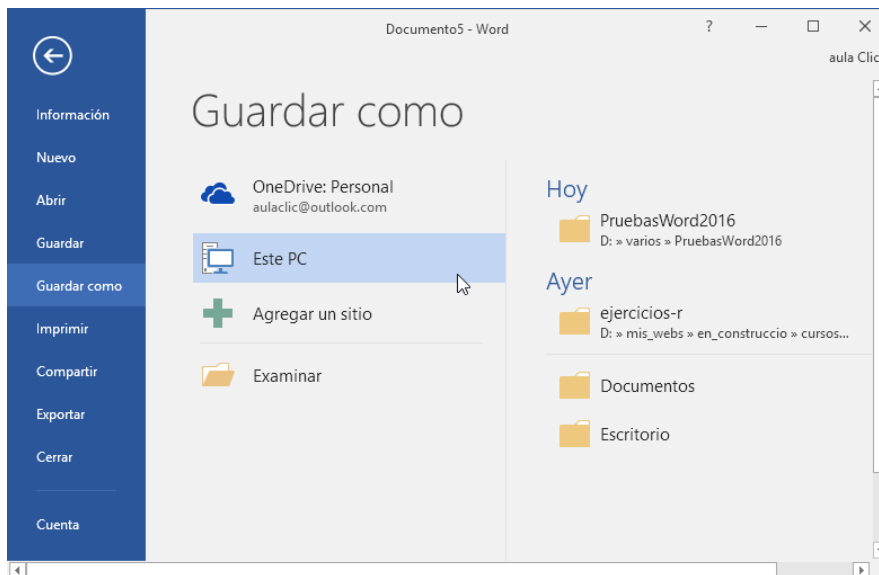 Documento5 - Word
?
aula Clic
Información
Nuevo
Abrir
Guardar
Guardar como
Imprimir
Compartir
Exportar
Cerrar
Cuenta
Guardar como
OneDrive: Personal
aulaclic@outlook.com
Este PC
Agregar un sitio
Examinar
Hoy
PruebasWord2016
D: » varios » PruebasWord2016
Ayer
ejercicios-r
D: » mis_webs » en_construccio » cursos...
Documentos
Escritorio